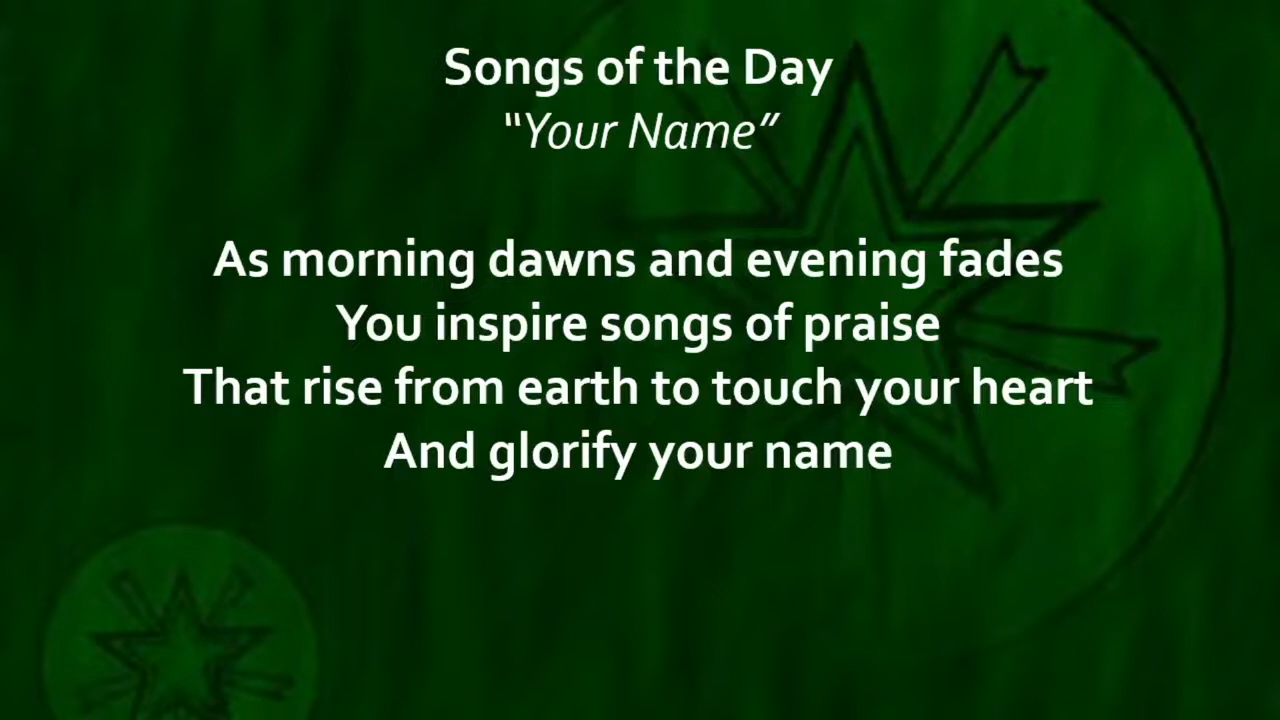 Songs of the Day
“Your Name”
As morning dawns and evening fades
You inspire songs of praise
That rise from earth to touch your heart
And glorify your name